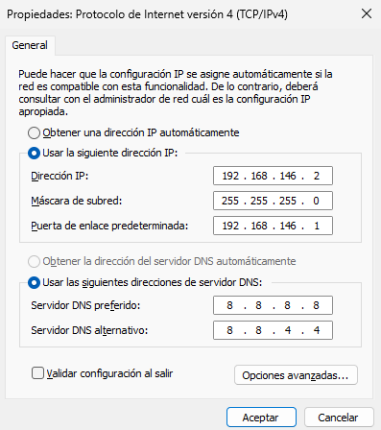 Propiedades: Protocolo de Internet versión 4 (TCP/IPv4)
General
Puede hacer que la configuración IP se asigne automáticamente si la
red es compatible con esta funcionalidad. De lo contrario, deberá
consultar con el administrador de red cuál es la configuración IP
apropiada.
Obtener una dirección IP automáticamente
Usar la siguiente dirección IP:
Dirección IP: 192 . 168 . 146 . 2
Máscara de subred: 255 . 255 . 255 . 0
Puerta de enlace predeterminada: 192 . 168 . 146 . 1
Obtener la dirección del servidor DNS automáticamente
Usar las siguientes direcciones de servidor DNS:
Servidor DNS preferido: 8 . 8 . 8 . 8
Servidor DNS alternativo: 8 . 8 . 4 . 4
Validar configuración al salir
Opciones avanzadas...
Aceptar Cancelar